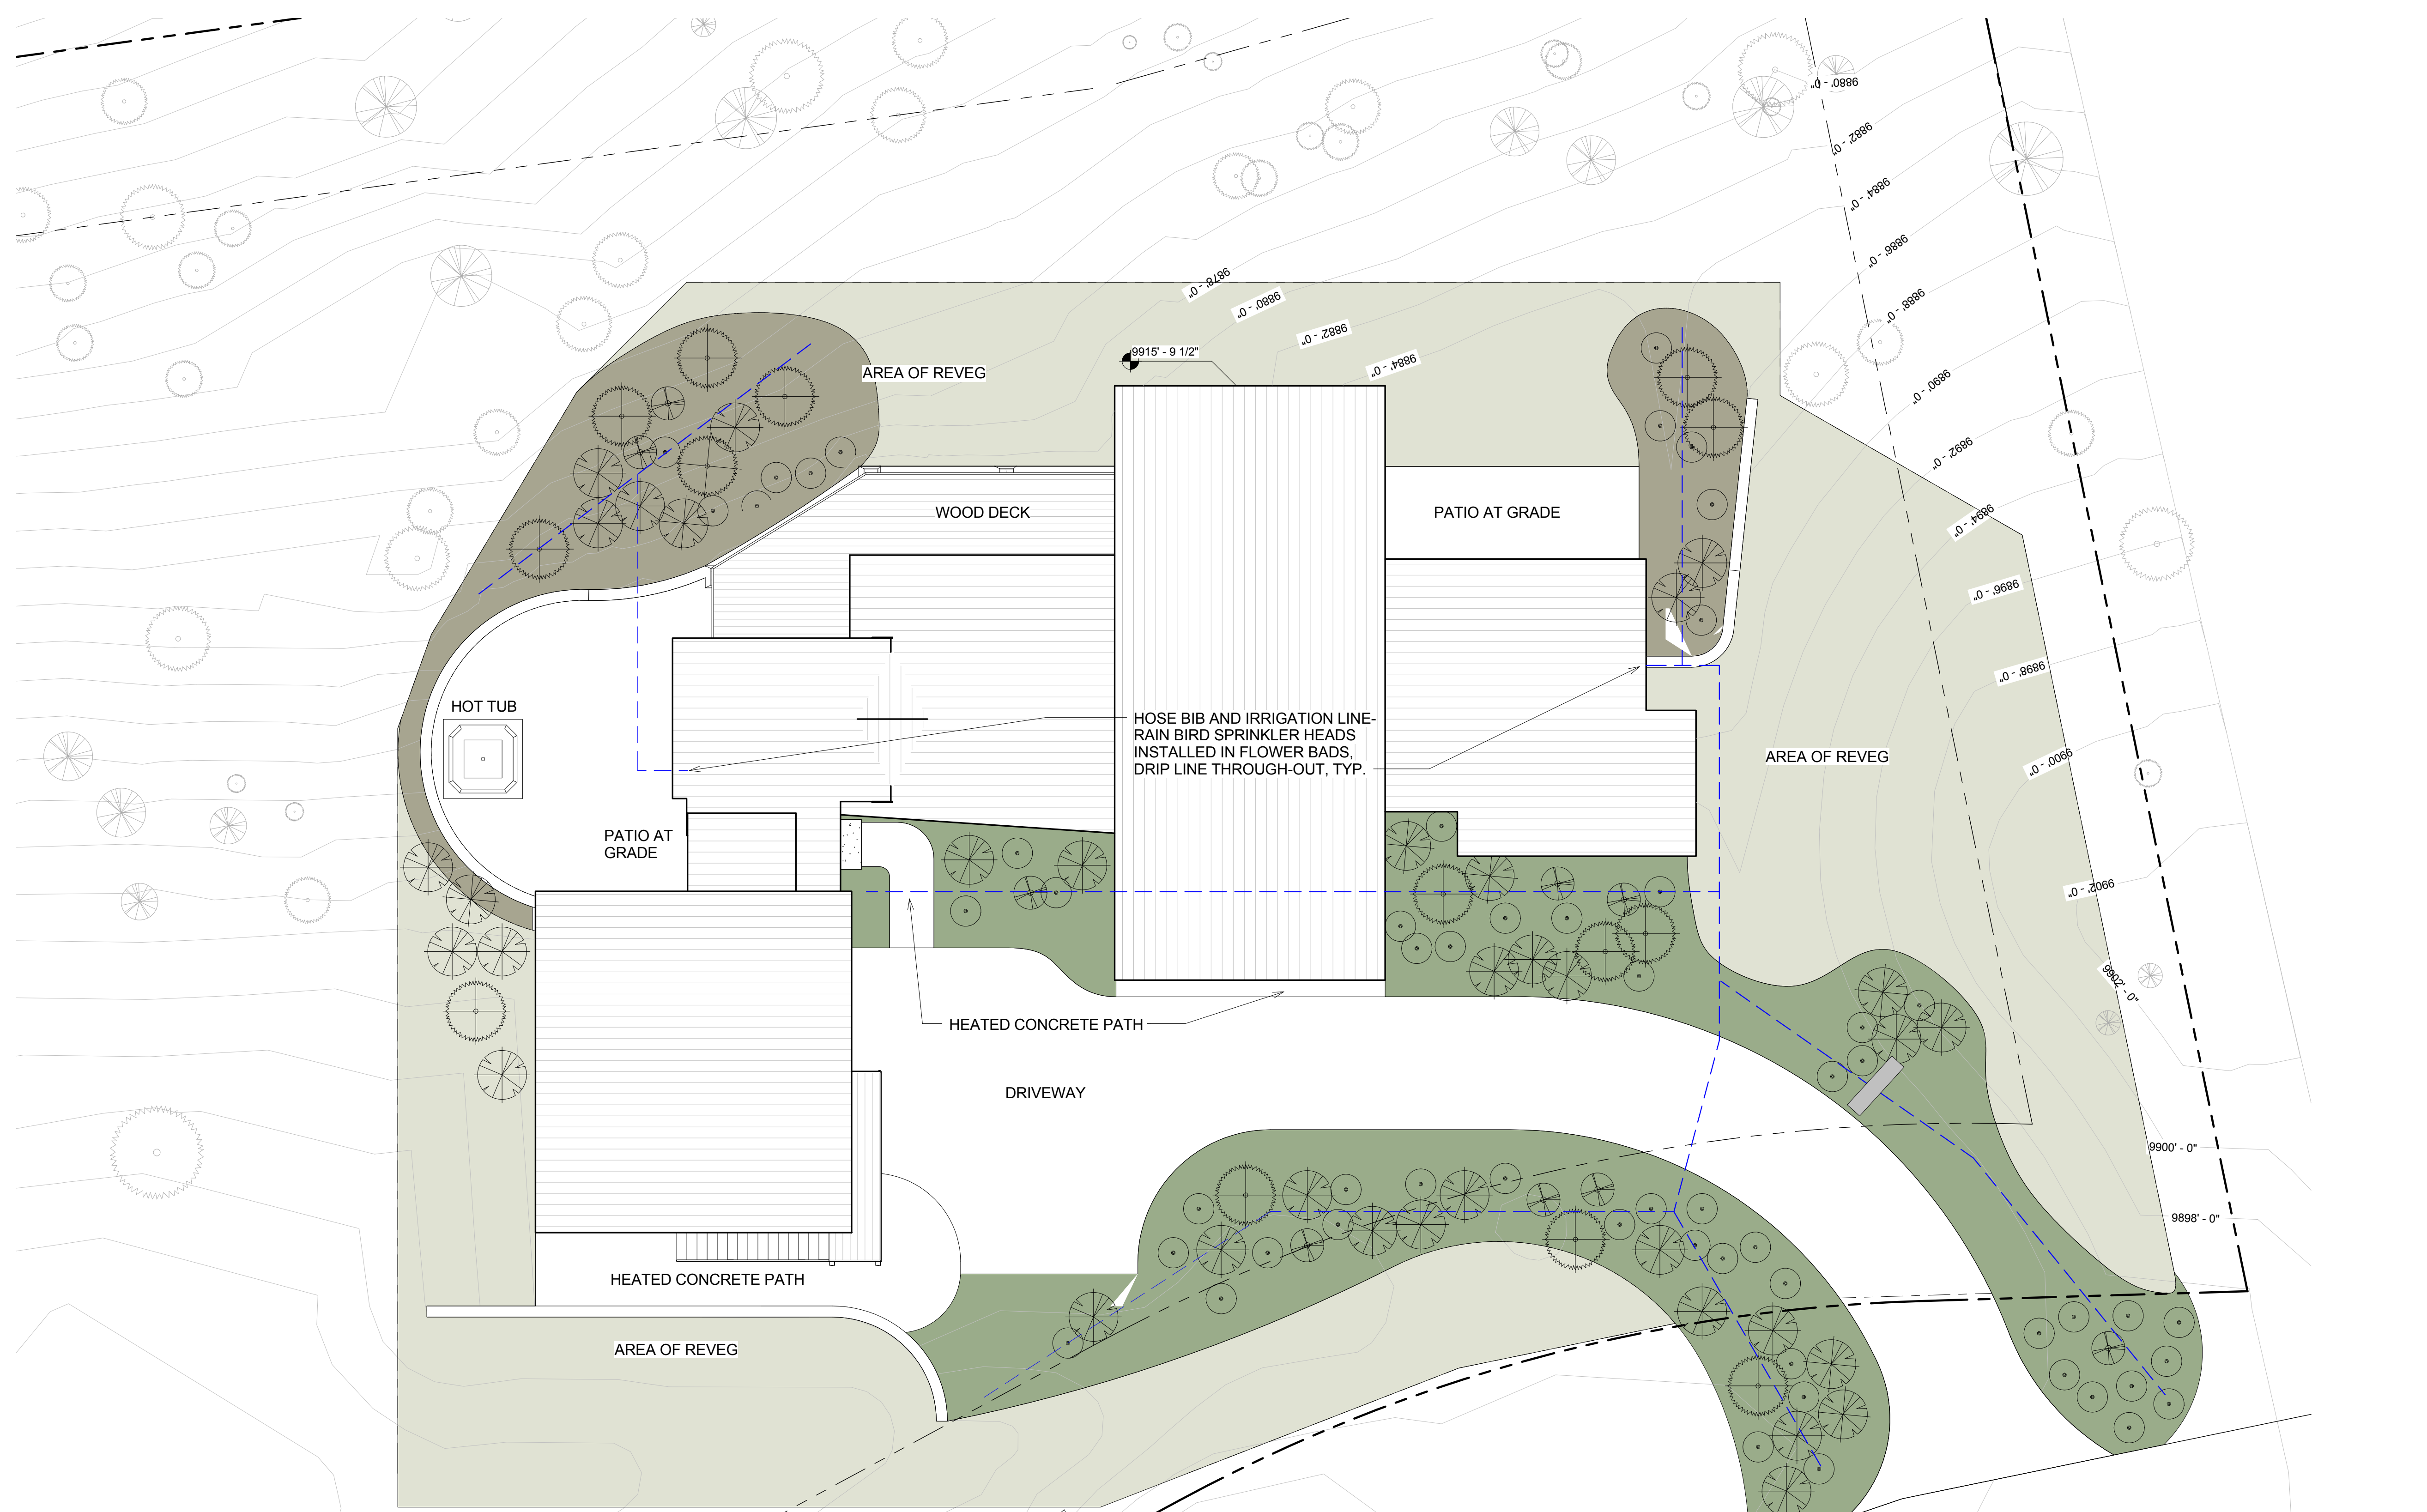 9880' - 0"
9882' - 0"
9884' - 0"
9886' - 0"
9878' - 0"
9880' - 0"
9888' - 0"
9882' - 0"
9915' - 9 1/2"
9884' - 0"
AREA OF REVEG
9890' - 0"
9892' - 0"
WOOD DECK
PATIO AT GRADE
9894' - 0"
9896' - 0"
9898' - 0"
HOT TUB
HOSE BIB AND IRRIGATION LINE-
RAIN BIRD SPRINKLER HEADS
INSTALLED IN FLOWER BADS,
DRIP LINE THROUGH-OUT, TYP.
AREA OF REVEG
9900' - 0"
PATIO AT
GRADE
9902' - 0"
9902' - 0"
HEATED CONCRETE PATH
DRIVEWAY
9900' - 0"
9898' - 0"
HEATED CONCRETE PATH
AREA OF REVEG